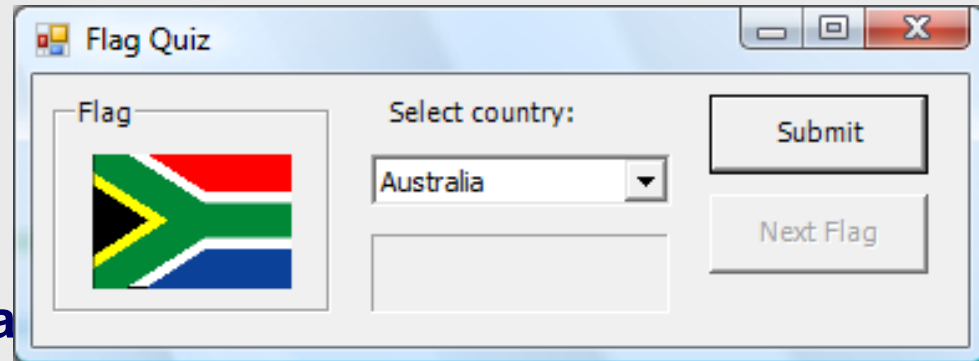 Flag Quiz
Flag
Select country:
Submit
Australia
Next Flag
a